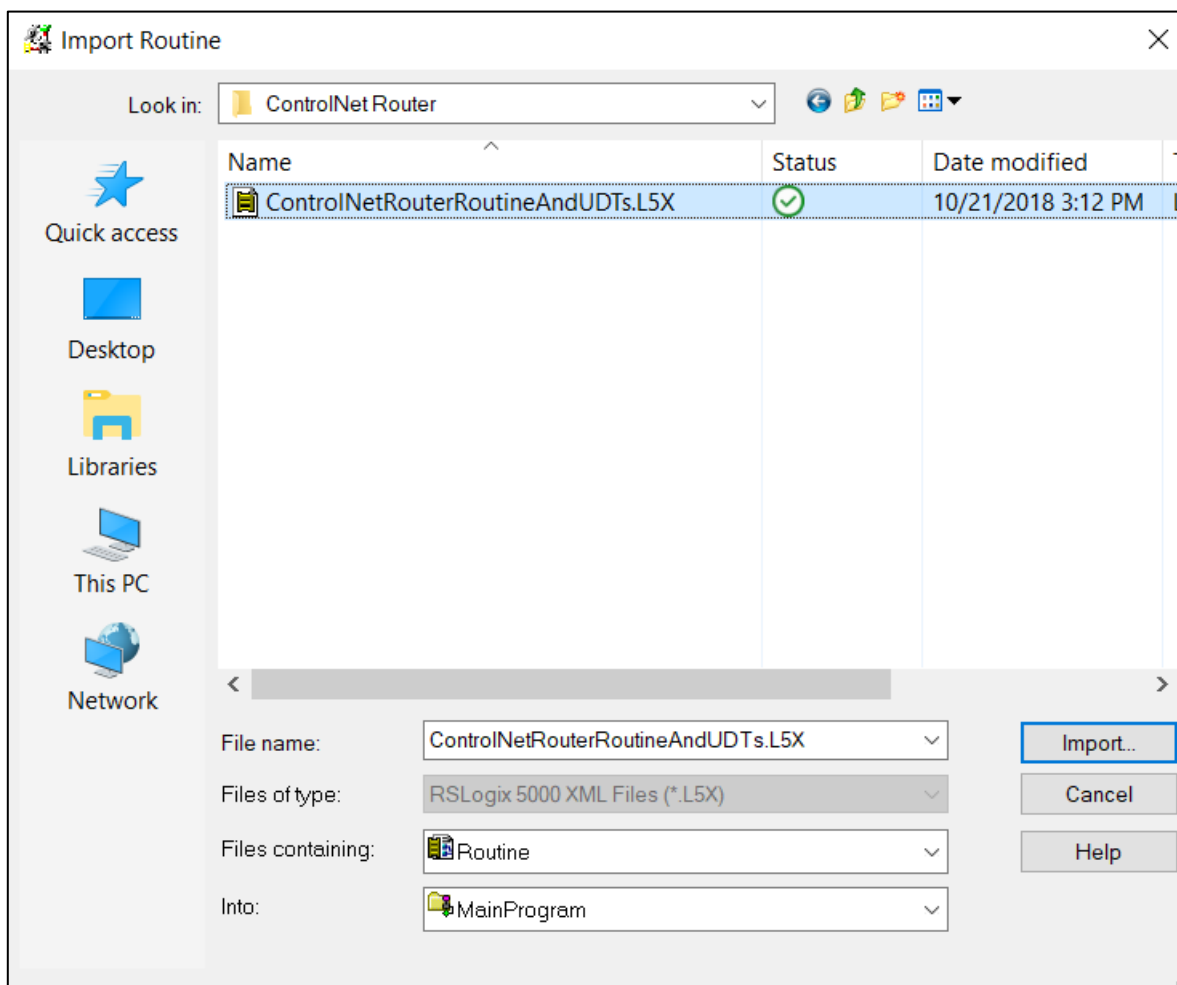 Import Routine
Look in: ControlNet Router
Name Status Date modified
ControlNetRouterRoutineAndUDTs.L5X 10/21/2018 3:12 PM
Quick access
Desktop
Libraries
This PC
Network
File name: ControlNetRouterRoutineAndUDTs.L5X Import...
Files of type: RSLogix 5000 XML Files (*.L5X) Cancel
Files containing: Routine Help
Into: MainProgram